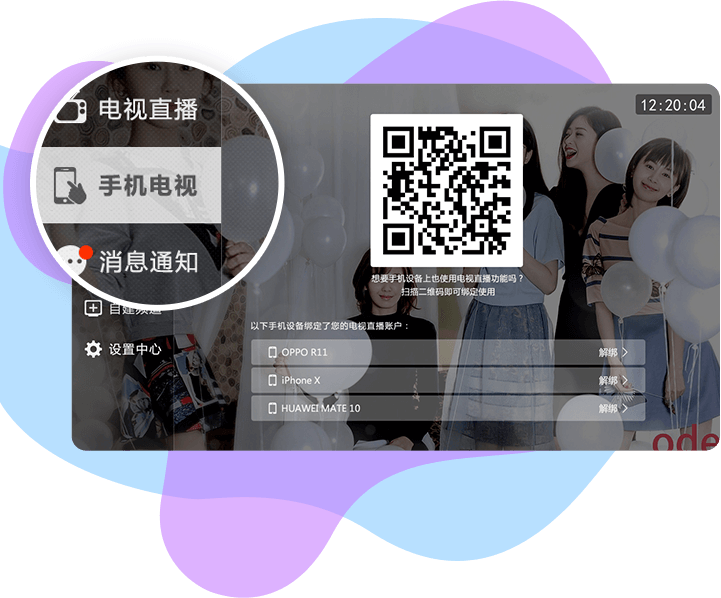 电视直播
手机电视
消息通知
自建频道
设置中心
12:20:04
想要手机设备上也使用电视直播功能吗？
扫描二维码即可绑定使用
以下手机设备绑定了您的电视直播账户：
OPPO R11 解绑
iPhone X 解绑
HUAWEI MATE 10 解绑
ode